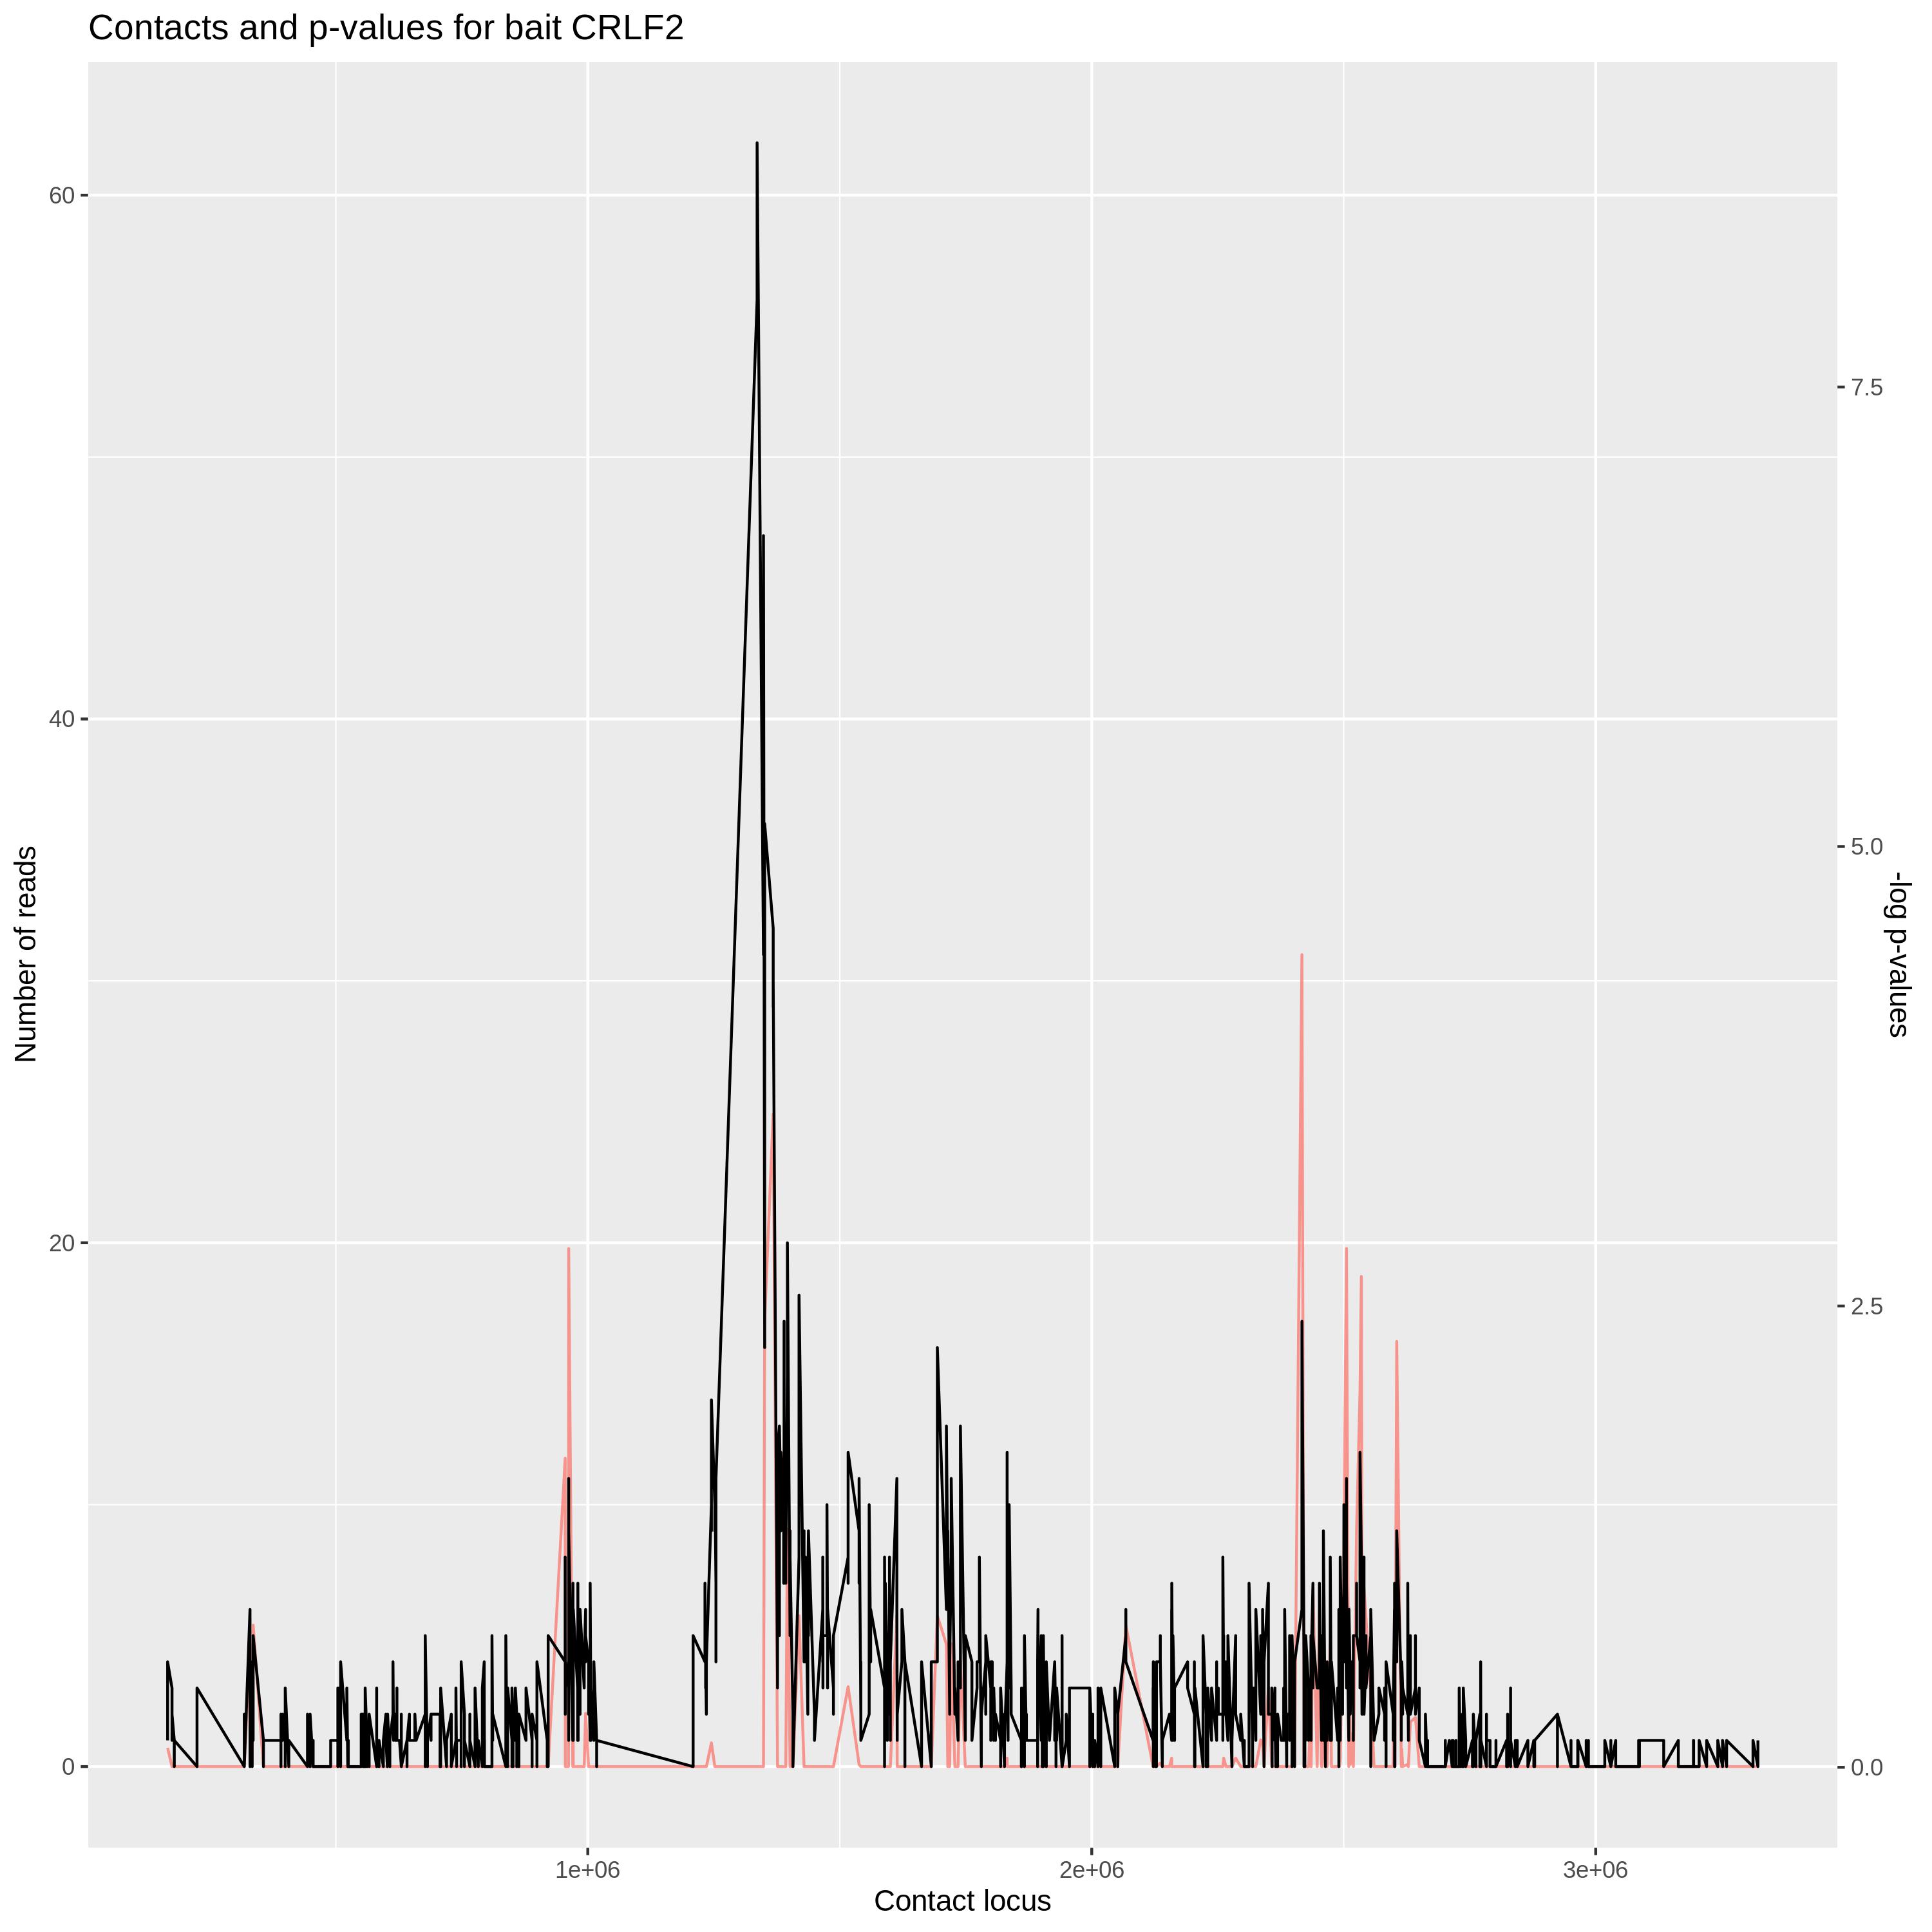 Contacts and p-values for bait CRLF2
60
40
20
0
Number of reads
7.5
5.0
2.5
0.0
-log p-values
1e+06
2e+06
3e+06
Contact locus